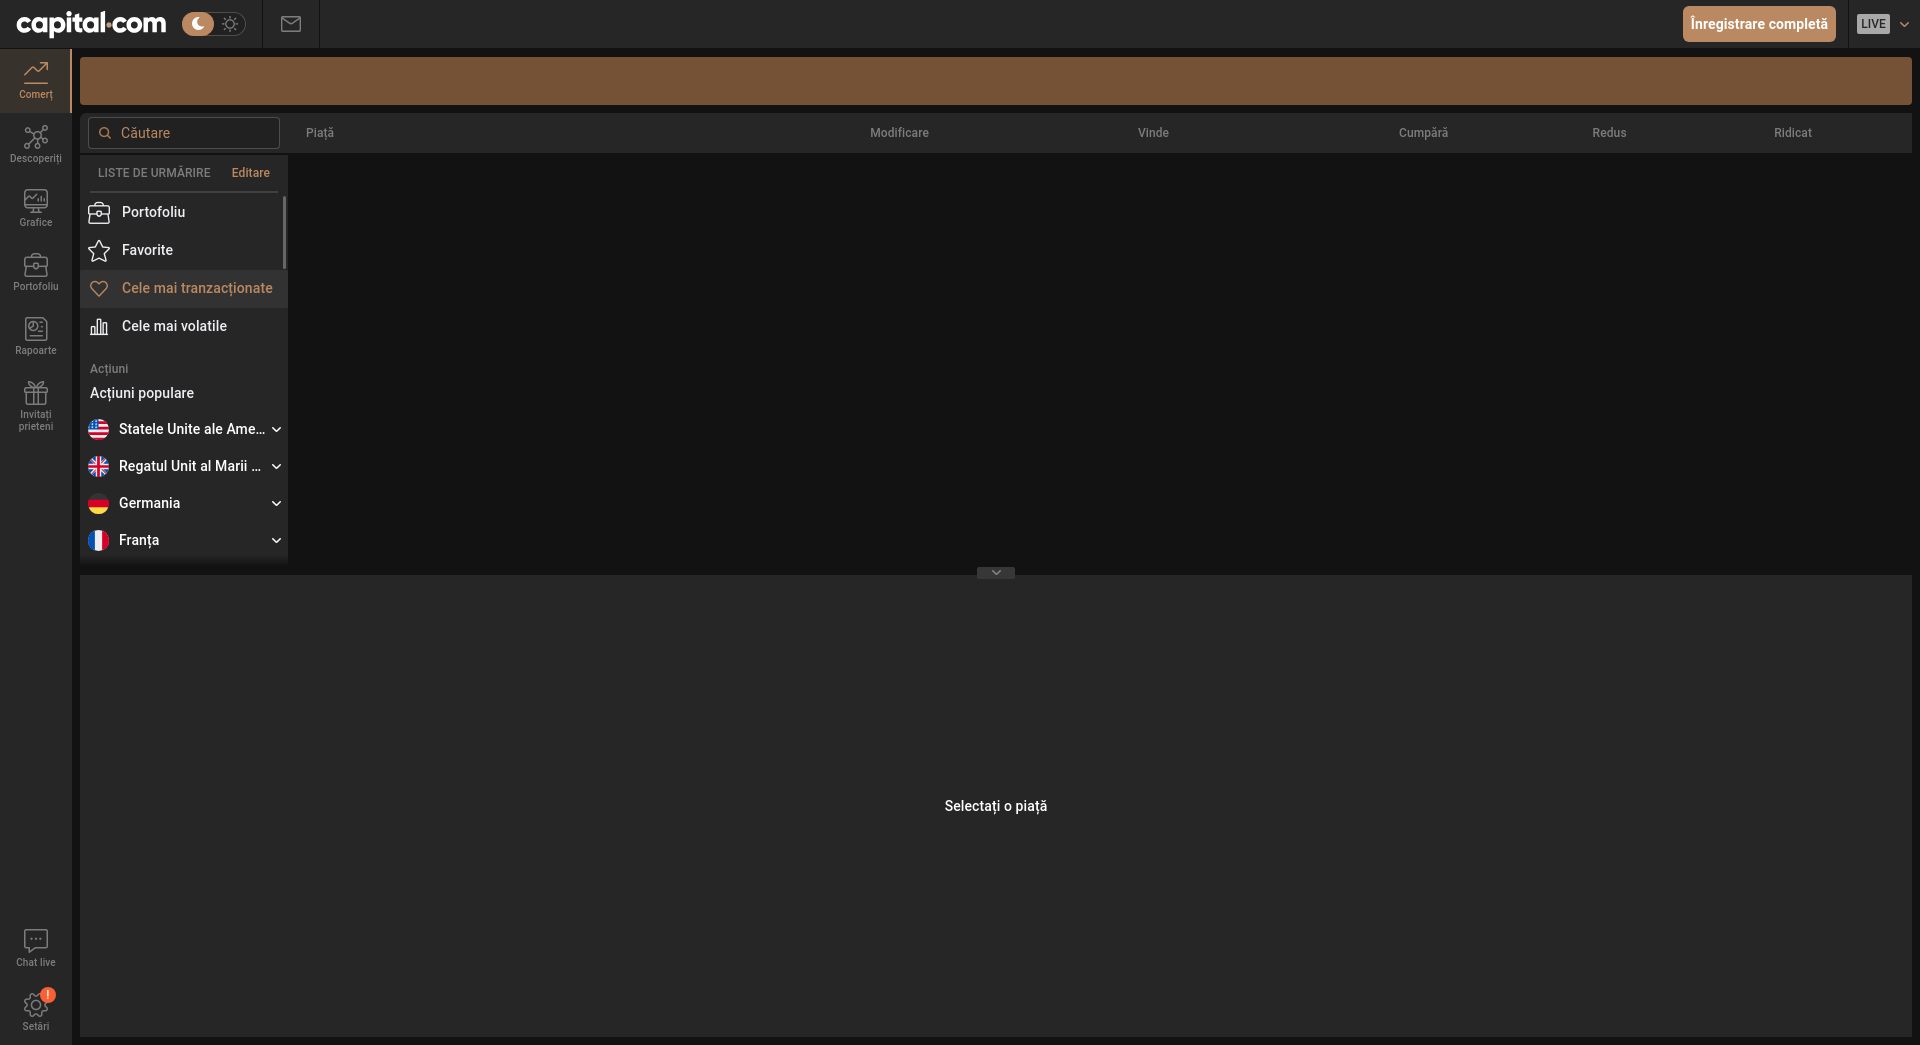 capital.com
Înregistrare completă
LIVE
Comerț
Descoperiți
Grafice
Portofoliu
Rapoarte
Invitați
prieteni
Chat live
!
Setări
Căutare
Piață
Modificare
Vinde
Cumpără
Redus
Ridicat
LISTE DE URMĂRIRE
Editare
Portofoliu
Favorite
Cele mai tranzacționate
Cele mai volatile
Acțiuni
Acțiuni populare
Statele Unite ale Ame...
Regatul Unit al Marii ...
Germania
Franța
Selectați o piață